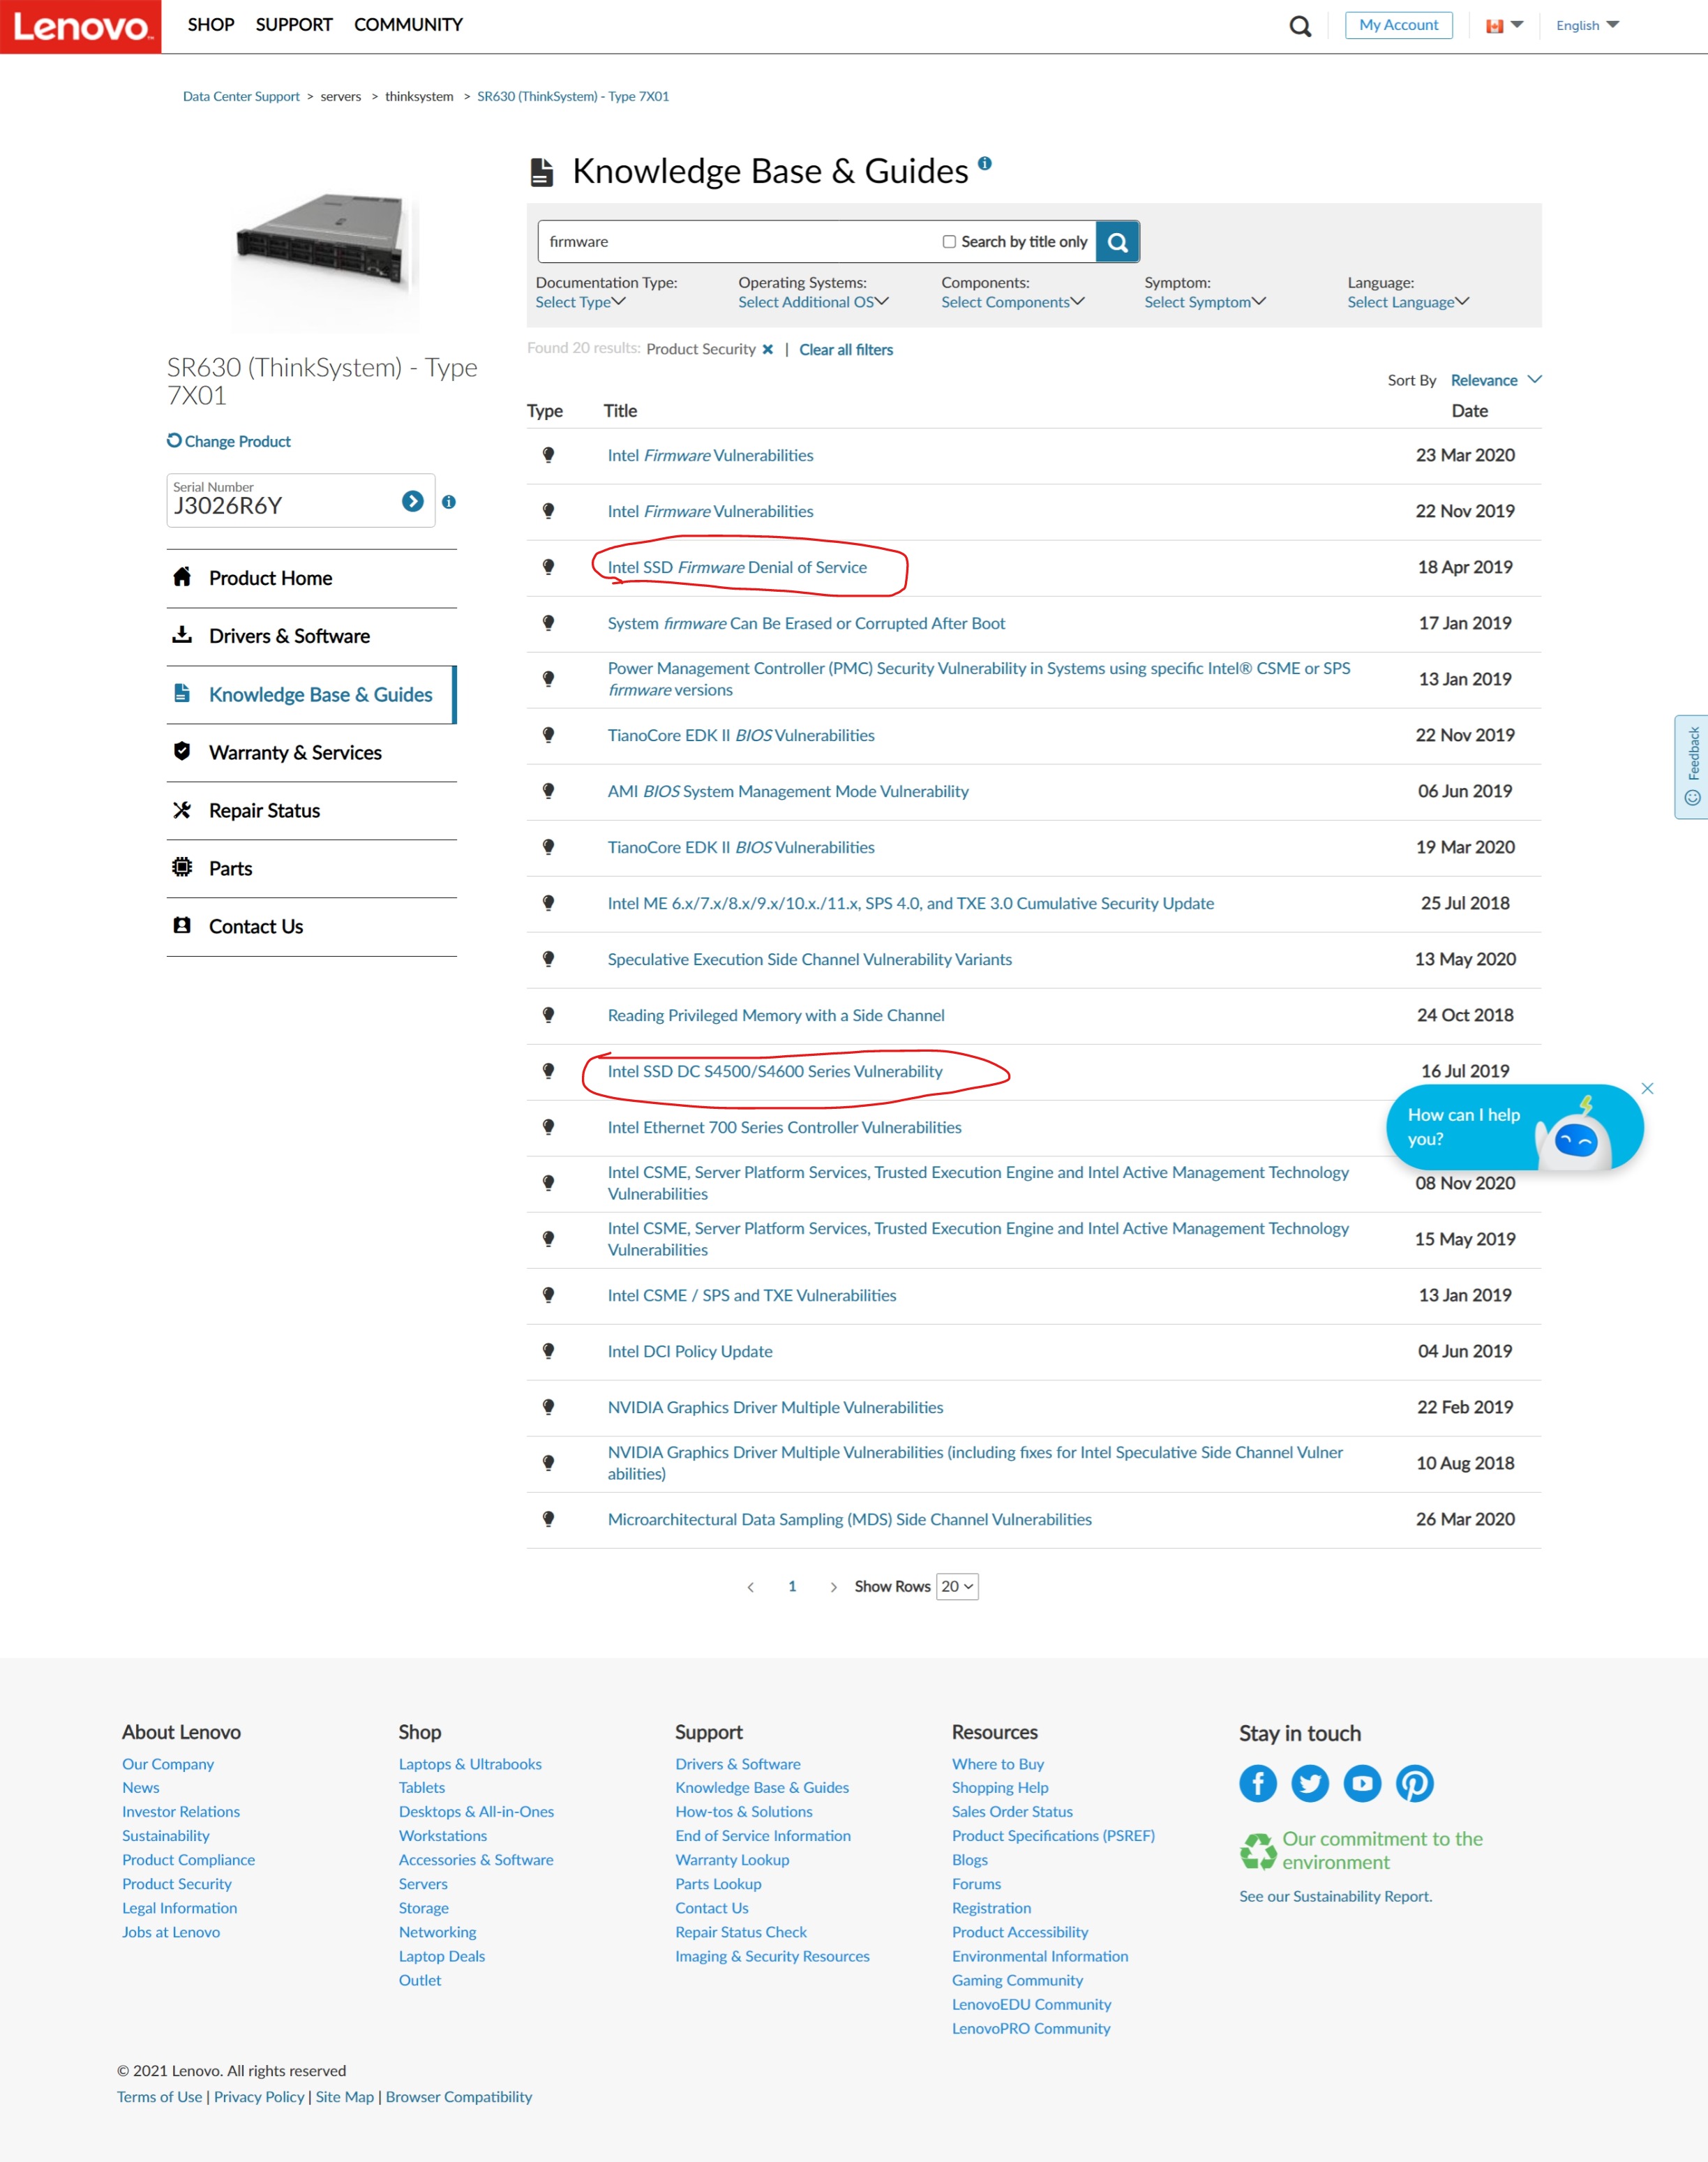 Lenovo
SHOP SUPPORT COMMUNITY
My Account
English
Data Center Support > servers > thinksystem > SR630 (ThinkSystem) - Type 7X01
Knowledge Base & Guides
firmware
Search by title only
Documentation Type: Operating Systems: Components: Symptom: Language:
Select Type Select Additional OS Select Components Select Symptom Select Language
Found 20 results: Product Security × | Clear all filters
SR630 (ThinkSystem) - Type
7X01
Change Product
Serial Number
J3026R6Y
Product Home
Drivers & Software
Knowledge Base & Guides
Warranty & Services
Repair Status
Parts
Contact Us
Sort By Relevance
Type Title Date
Intel Firmware Vulnerabilities 23 Mar 2020
Intel Firmware Vulnerabilities 22 Nov 2019
Intel SSD Firmware Denial of Service 18 Apr 2019
System firmware Can Be Erased or Corrupted After Boot 17 Jan 2019
Power Management Controller (PMC) Security Vulnerability in Systems using specific Intel® CSME or SPS
firmware versions 13 Jan 2019
TianoCore EDK II BIOS Vulnerabilities 22 Nov 2019
AMI BIOS System Management Mode Vulnerability 06 Jun 2019
TianoCore EDK II BIOS Vulnerabilities 19 Mar 2020
Intel ME 6.x/7.x/8.x/9.x/10.x./11.x, SPS 4.0, and TXE 3.0 Cumulative Security Update 25 Jul 2018
Speculative Execution Side Channel Vulnerability Variants 13 May 2020
Reading Privileged Memory with a Side Channel 24 Oct 2018
Intel SSD DC S4500/S4600 Series Vulnerability 16 Jul 2019
Intel Ethernet 700 Series Controller Vulnerabilities
Intel CSME, Server Platform Services, Trusted Execution Engine and Intel Active Management Technology
Vulnerabilities 08 Nov 2020
Intel CSME, Server Platform Services, Trusted Execution Engine and Intel Active Management Technology
Vulnerabilities 15 May 2019
Intel CSME / SPS and TXE Vulnerabilities 13 Jan 2019
Intel DCI Policy Update 04 Jun 2019
NVIDIA Graphics Driver Multiple Vulnerabilities 22 Feb 2019
NVIDIA Graphics Driver Multiple Vulnerabilities (including fixes for Intel Speculative Side Channel Vulner
abilities) 10 Aug 2018
Microarchitectural Data Sampling (MDS) Side Channel Vulnerabilities 26 Mar 2020
< 1 > Show Rows 20
Feedback
How can I help
you?
About Lenovo
Our Company
News
Investor Relations
Sustainability
Product Compliance
Product Security
Legal Information
Jobs at Lenovo
Shop
Laptops & Ultrabooks
Tablets
Desktops & All-in-Ones
Workstations
Accessories & Software
Servers
Storage
Networking
Laptop Deals
Outlet
Support
Drivers & Software
Knowledge Base & Guides
How-tos & Solutions
End of Service Information
Warranty Lookup
Parts Lookup
Contact Us
Repair Status Check
Imaging & Security Resources
Resources
Where to Buy
Shopping Help
Sales Order Status
Product Specifications (PSREF)
Blogs
Forums
Registration
Product Accessibility
Environmental Information
Gaming Community
LenovoEDU Community
LenovoPRO Community
Stay in touch
Our commitment to the
environment
See our Sustainability Report.
© 2021 Lenovo. All rights reserved
Terms of Use | Privacy Policy | Site Map | Browser Compatibility